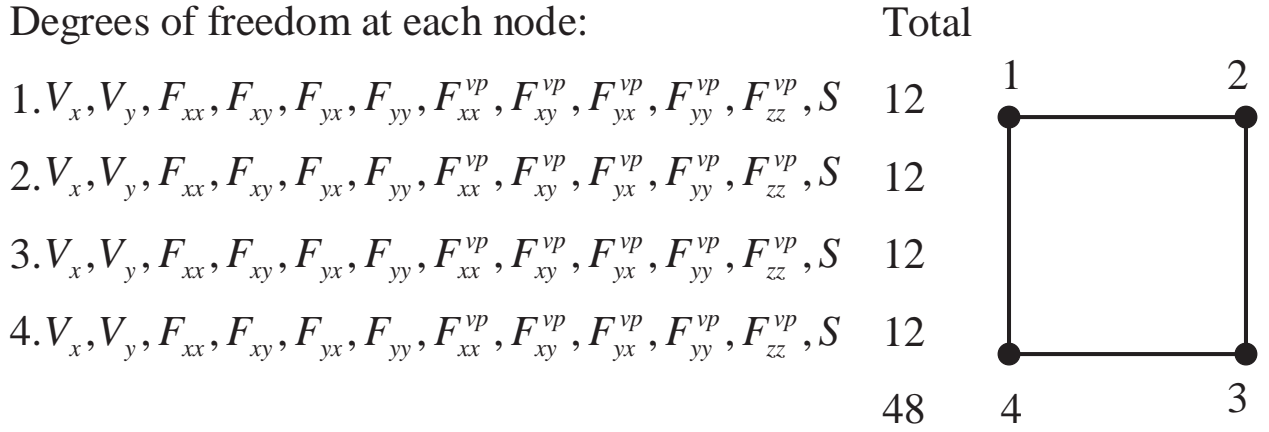 Degrees of freedom at each node: Total
1. V_x, V_y, F_xx, F_xy, F_yx, F_yy, F_xx^vp, F_xy^vp, F_yx^vp, F_yy^vp, F_zz^vp, S 12
2. V_x, V_y, F_xx, F_xy, F_yx, F_yy, F_xx^vp, F_xy^vp, F_yx^vp, F_yy^vp, F_zz^vp, S 12
3. V_x, V_y, F_xx, F_xy, F_yx, F_yy, F_xx^vp, F_xy^vp, F_yx^vp, F_yy^vp, F_zz^vp, S 12
4. V_x, V_y, F_xx, F_xy, F_yx, F_yy, F_xx^vp, F_xy^vp, F_yx^vp, F_yy^vp, F_zz^vp, S 12
48
1 2
4 3